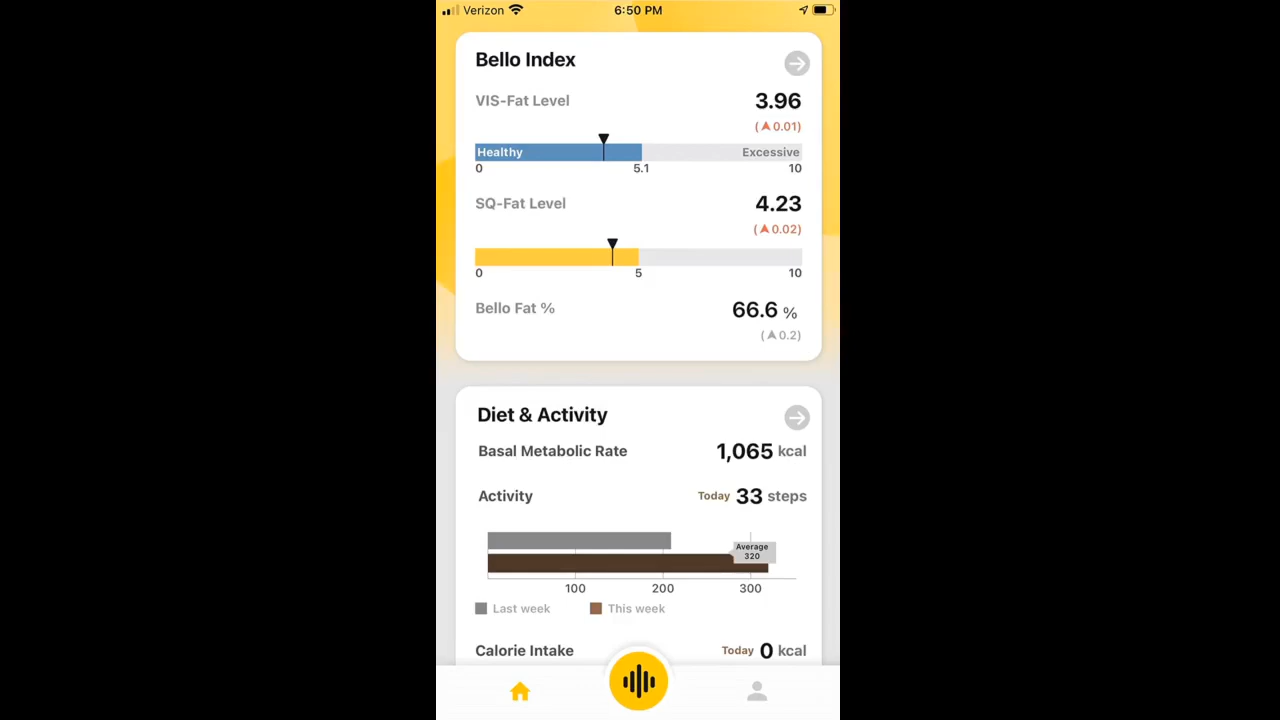 Verizon 6:50 PM
Bello Index
VIS-Fat Level 3.96
(▲0.01)
Healthy Excessive
0 5.1 10
SQ-Fat Level 4.23
(▲0.02)
0 5 10
Bello Fat % 66.6 %
(▲0.2)
Diet & Activity
Basal Metabolic Rate 1,065 kcal
Activity Today 33 steps
Average
320
100 200 300
Last week This week
Calorie Intake Today 0 kcal